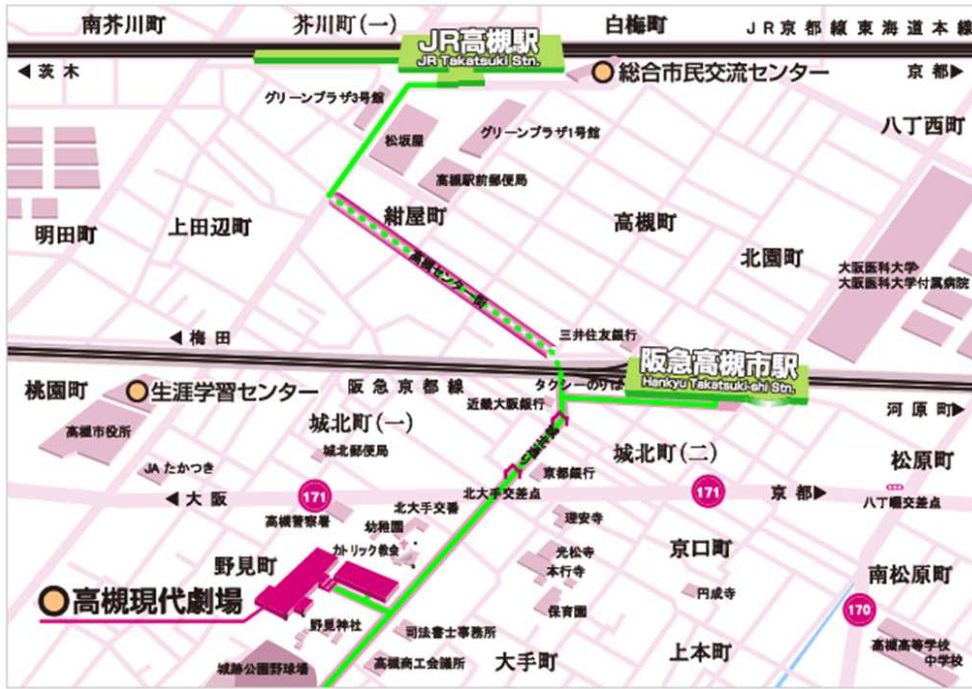 南芥川町
芥川町(一)
白梅町
JR京都線東海道本線
JR高槻駅
JR Takatsuki Stn.
◀茨木
総合市民交流センター
京都▶
グリーンプラザ3号館
八丁西町
松坂屋
グリーンプラザ1号館
高槻駅前郵便局
明田町
上田辺町
紺屋町
高槻町
北園町
高槻センター街
大阪医科大学
大阪医科大学付属病院
◀梅田
三井住友銀行
阪急高槻市駅
Hankyu Takatsuki-shi Stn.
桃園町
生涯学習センター
阪急京都線
タクシーのりば
近畿大阪銀行
河原町▶
高槻市役所
城北町(一)
城北郵便局
城北町(二)
松原町
JAたかつき
京都銀行
◀大阪
171
北大手交差点
171
京都▶
八丁畷交差点
高槻警察署
北大手交番
幼稚園
理安寺
野見町
カトリック教会
光松寺
本行寺
京口町
南松原町
高槻現代劇場
円成寺
170
保育園
野見神社
司法書士事務所
高槻高等学校
中学校
城跡公園野球場
高槻商工会議所
大手町
上本町